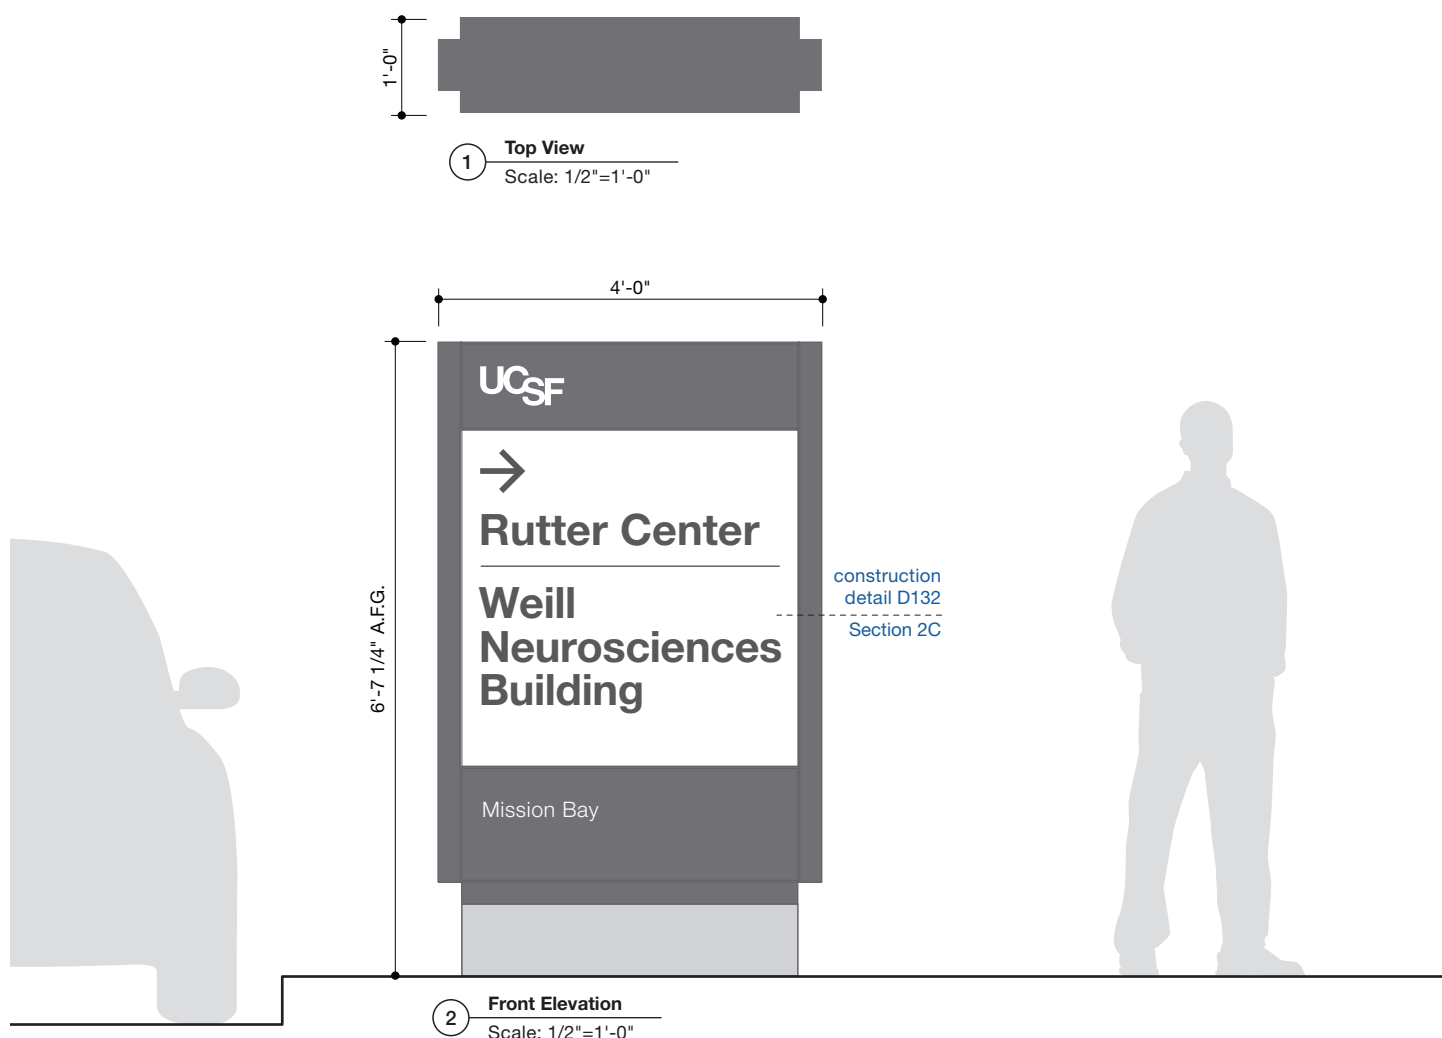 1'-0"
1
Top View
Scale: 1/2"=1'-0"
4'-0"
6'-7 1/4" A.F.G.
UCSF
Rutter Center
Weill
Neurosciences
Building
construction
detail D132
Section 2C
Mission Bay
2
Front Elevation
Scale: 1/2"=1'-0"